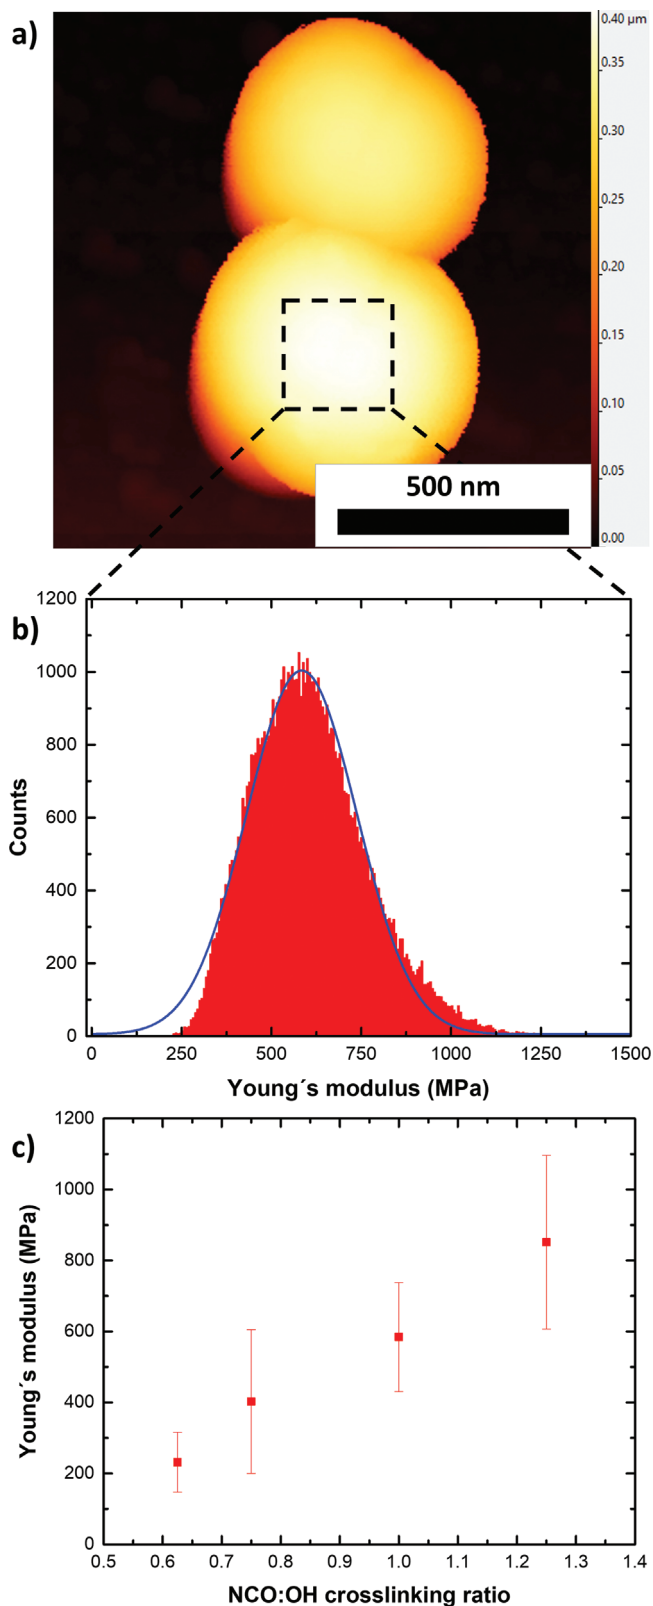 a)
0.40 µm
0.35
0.30
0.25
0.20
0.15
0.10
0.05
0.00
500 nm
b)
1200
1000
800
600
400
200
0
Counts
0 250 500 750 1000 1250 1500
Young´s modulus (MPa)
c)
1200
1000
800
600
400
200
0
Young´s modulus (MPa)
0.5 0.6 0.7 0.8 0.9 1.0 1.1 1.2 1.3 1.4
NCO:OH crosslinking ratio